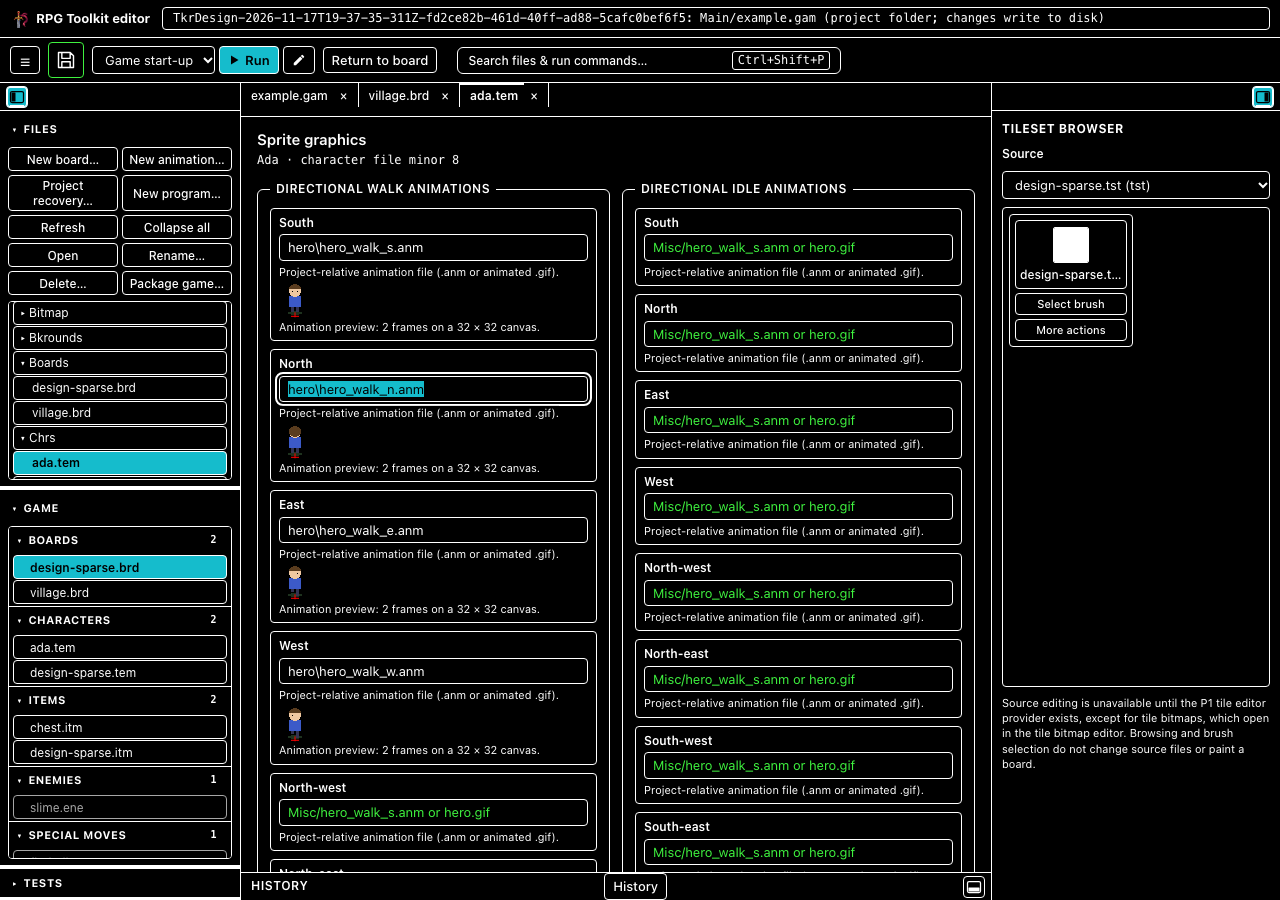 RPG Toolkit editor
TkrDesign-2026-11-17T19-37-35-311Z-fd2ce82b-461d-40ff-ad88-5cafc0bef6f5: Main/example.gam (project folder; changes write to disk)
Game start-up
Run
Return to board
Search files & run commands...
Ctrl+Shift+P
FILES
New board...
New animation...
Project recovery...
New program...
Refresh
Collapse all
Open
Rename...
Delete...
Package game...
Bitmap
Bkrounds
Boards
design-sparse.brd
village.brd
Chrs
ada.tem
GAME
BOARDS 2
design-sparse.brd
village.brd
CHARACTERS 2
ada.tem
design-sparse.tem
ITEMS 2
chest.itm
design-sparse.itm
ENEMIES 1
slime.ene
SPECIAL MOVES 1
TESTS
example.gam ×
village.brd ×
ada.tem ×
Sprite graphics
Ada · character file minor 8
DIRECTIONAL WALK ANIMATIONS
South
hero\hero_walk_s.anm
Project-relative animation file (.anm or animated .gif).
Animation preview: 2 frames on a 32 × 32 canvas.
North
hero\hero_walk_n.anm
Project-relative animation file (.anm or animated .gif).
Animation preview: 2 frames on a 32 × 32 canvas.
East
hero\hero_walk_e.anm
Project-relative animation file (.anm or animated .gif).
Animation preview: 2 frames on a 32 × 32 canvas.
West
hero\hero_walk_w.anm
Project-relative animation file (.anm or animated .gif).
Animation preview: 2 frames on a 32 × 32 canvas.
North-west
Misc/hero_walk_s.anm or hero.gif
Project-relative animation file (.anm or animated .gif).
DIRECTIONAL IDLE ANIMATIONS
South
Misc/hero_walk_s.anm or hero.gif
Project-relative animation file (.anm or animated .gif).
North
Misc/hero_walk_s.anm or hero.gif
Project-relative animation file (.anm or animated .gif).
East
Misc/hero_walk_s.anm or hero.gif
Project-relative animation file (.anm or animated .gif).
West
Misc/hero_walk_s.anm or hero.gif
Project-relative animation file (.anm or animated .gif).
North-west
Misc/hero_walk_s.anm or hero.gif
Project-relative animation file (.anm or animated .gif).
North-east
Misc/hero_walk_s.anm or hero.gif
Project-relative animation file (.anm or animated .gif).
South-west
Misc/hero_walk_s.anm or hero.gif
Project-relative animation file (.anm or animated .gif).
South-east
Misc/hero_walk_s.anm or hero.gif
HISTORY
History
TILESET BROWSER
Source
design-sparse.tst (tst)
design-sparse.t...
Select brush
More actions
Source editing is unavailable until the P1 tile editor
provider exists, except for tile bitmaps, which open
in the tile bitmap editor. Browsing and brush
selection do not change source files or paint a
board.